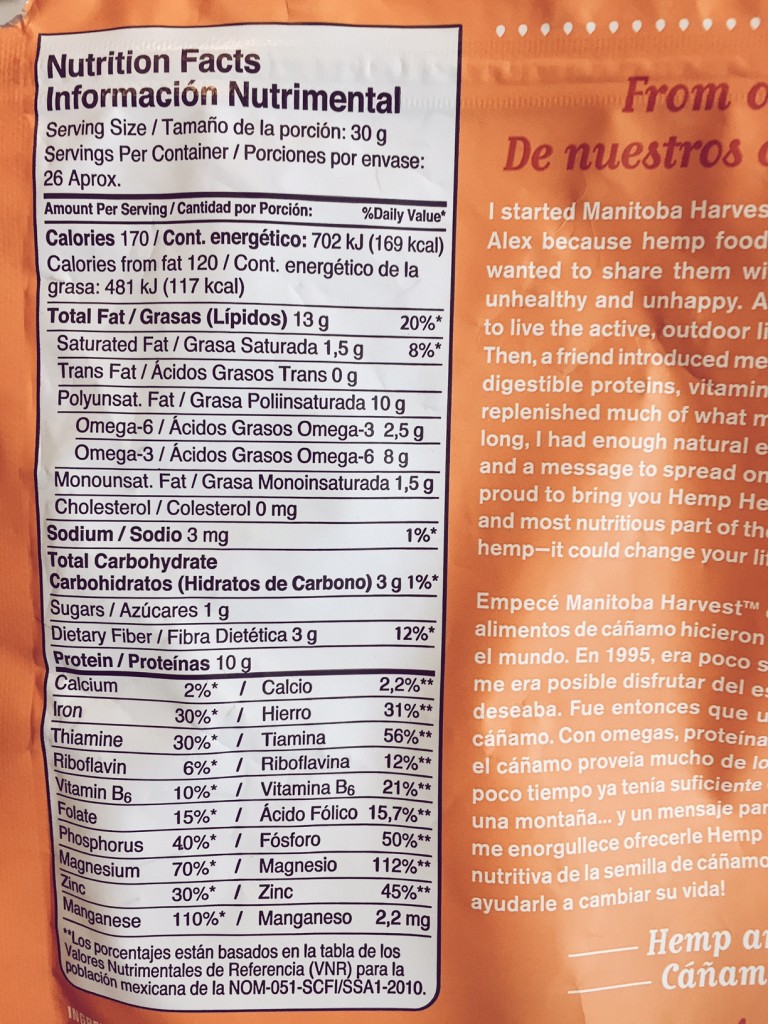 Nutrition Facts
Información Nutrimental
Serving Size / Tamaño de la porción: 30 g
Servings Per Container / Porciones por envase:
26 Aprox.
Amount Per Serving / Cantidad por Porción: %Daily Value*
Calories 170 / Cont. energético: 702 kJ (169 kcal)
Calories from fat 120 / Cont. energético de la
grasa: 481 kJ (117 kcal)
Total Fat / Grasas (Lípidos) 13 g 20%*
Saturated Fat / Grasa Saturada 1,5 g 8%*
Trans Fat / Ácidos Grasos Trans 0 g
Polyunsat. Fat / Grasa Poliinsaturada 10 g
Omega-6 / Ácidos Grasos Omega-3 2,5 g
Omega-3 / Ácidos Grasos Omega-6 8 g
Monounsat. Fat / Grasa Monoinsaturada 1,5 g
Cholesterol / Colesterol 0 mg
Sodium / Sodio 3 mg 1%*
Total Carbohydrate
Carbohidratos (Hidratos de Carbono) 3 g 1%*
Sugars / Azúcares 1 g
Dietary Fiber / Fibra Dietética 3 g 12%*
Protein / Proteínas 10 g
Calcium 2%* / Calcio 2,2%**
Iron 30%* / Hierro 31%**
Thiamine 30%* / Tiamina 56%**
Riboflavin 6%* / Riboflavina 12%**
Vitamin B6 10%* / Vitamina B6 21%**
Folate 15%* / Ácido Fólico 15,7%**
Phosphorus 40%* / Fósforo 50%**
Magnesium 70%* / Magnesio 112%**
Zinc 30%* / Zinc 45%**
Manganese 110%* / Manganeso 2,2 mg
**Los porcentajes están basados en la tabla de los
Valores Nutrimentales de Referencia (VNR) para la
población mexicana de la NOM-051-SCFI/SSA1-2010.
From
De nuestros
I started Manitoba Harves
Alex because hemp food
wanted to share them wi
unhealthy and unhappy. A
to live the active, outdoor li
Then, a friend introduced me
digestible proteins, vitamin
replenished much of what m
long, I had enough natural e
and a message to spread on
proud to bring you Hemp He
and most nutritious part of the
hemp—it could change your lif
Empecé Manitoba Harvest™
alimentos de cáñamo hicieron
el mundo. En 1995, era poco s
me era posible disfrutar del es
deseaba. Fue entonces que u
cáñamo. Con omegas, proteína
el cáñamo proveía mucho de lo
poco tiempo ya tenía suficiente
una montaña... y un mensaje par
me enorgullece ofrecerle Hemp
nutritiva de la semilla de cáñamo
ayudarle a cambiar su vida!
Hemp a
Cáñam